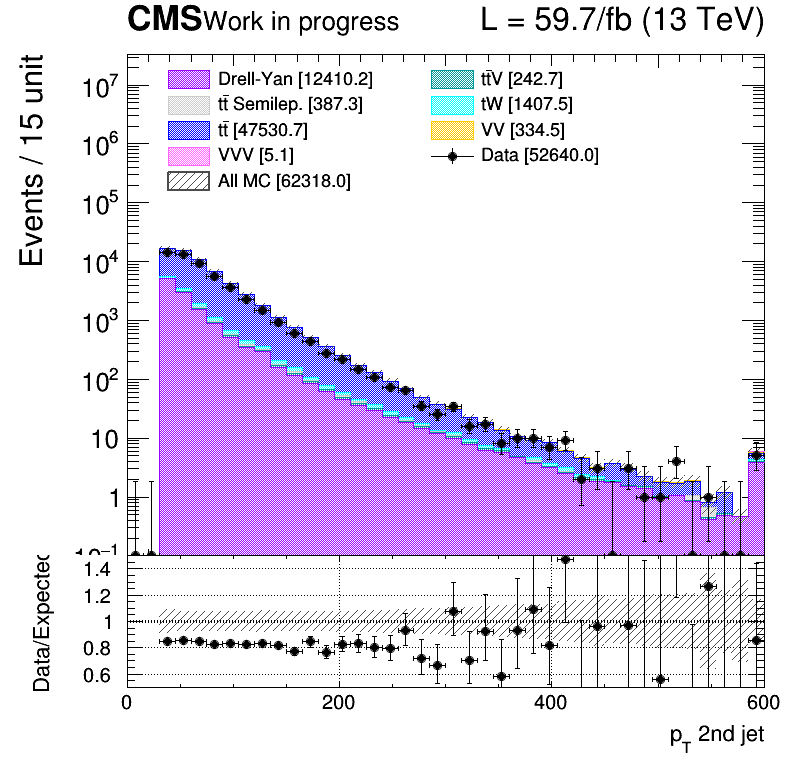 CMS Work in progress L = 59.7/fb (13 TeV)
Events / 15 unit
10⁷
10⁶
10⁵
10⁴
10³
10²
10
1
10⁻¹
Drell-Yan [12410.2]
tt̄V [242.7]
tt̄ Semilep. [387.3]
tW [1407.5]
tt̄ [47530.7]
VV [334.5]
VVV [5.1]
Data [52640.0]
All MC [62318.0]
Data/Expected
1.4
1.2
1
0.8
0.6
0 200 400 600
p_T 2nd jet